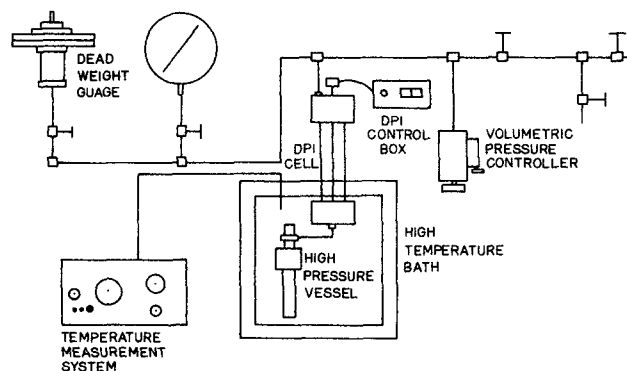 DEAD
WEIGHT
GUAGE
DPI
CELL
DPI
CONTROL
BOX
VOLUMETRIC
PRESSURE
CONTROLLER
HIGH
TEMPERATURE
BATH
HIGH
PRESSURE
VESSEL
TEMPERATURE
MEASUREMENT
SYSTEM